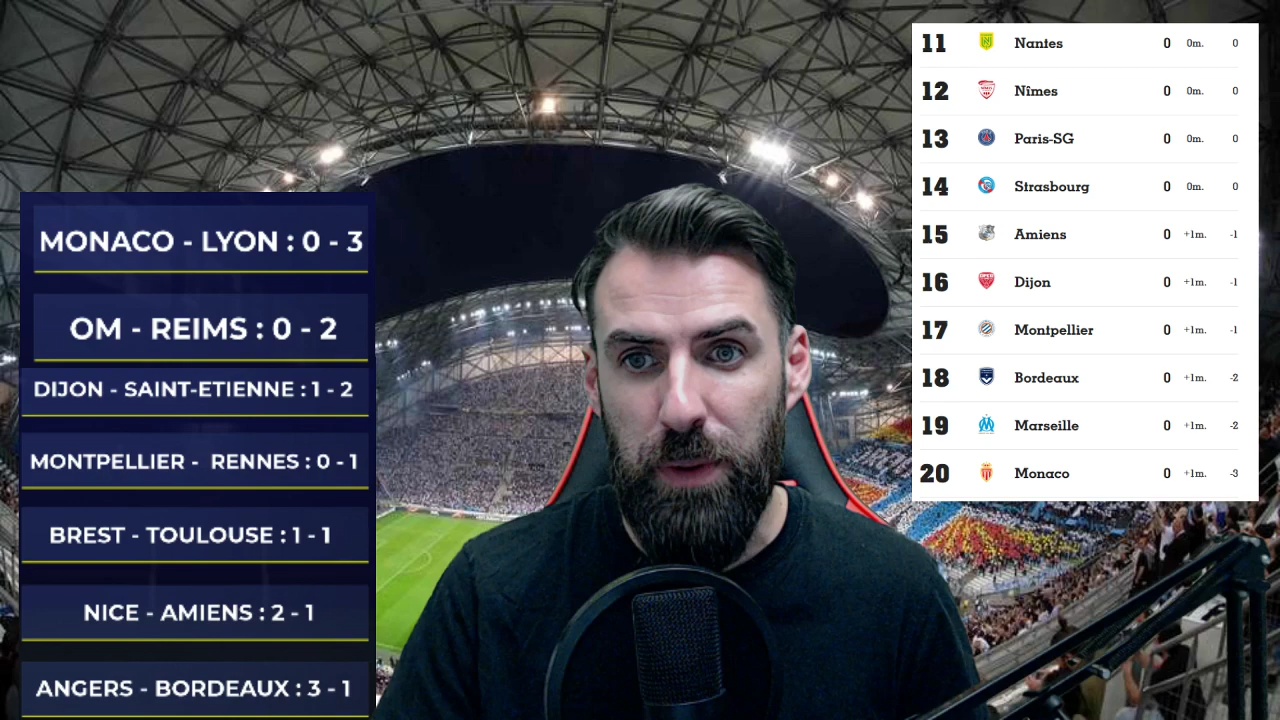 MONACO - LYON : 0 - 3
OM - REIMS : 0 - 2
DIJON - SAINT-ETIENNE : 1 - 2
MONTPELLIER - RENNES : 0 - 1
BREST - TOULOUSE : 1 - 1
NICE - AMIENS : 2 - 1
ANGERS - BORDEAUX : 3 - 1
11 Nantes 0 0m. 0
12 Nîmes 0 0m. 0
13 Paris-SG 0 0m. 0
14 Strasbourg 0 0m. 0
15 Amiens 0 +1m. -1
16 Dijon 0 +1m. -1
17 Montpellier 0 +1m. -1
18 Bordeaux 0 +1m. -2
19 Marseille 0 +1m. -2
20 Monaco 0 +1m. -3